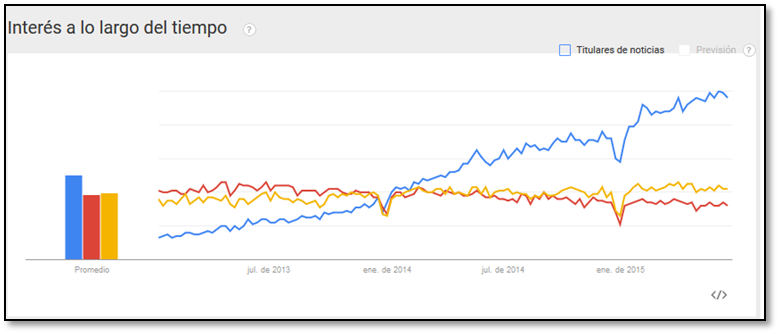 Interés a lo largo del tiempo ?
Titulares de noticias Previsión ?
Promedio jul. de 2013 ene. de 2014 jul. de 2014 ene. de 2015
</>